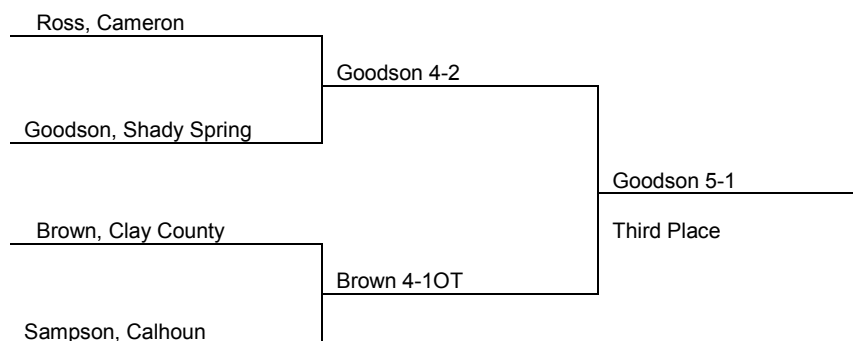 Ross, Cameron
Goodson 4-2
Goodson, Shady Spring
Goodson 5-1
Brown, Clay County
Third Place
Brown 4-1OT
Sampson, Calhoun